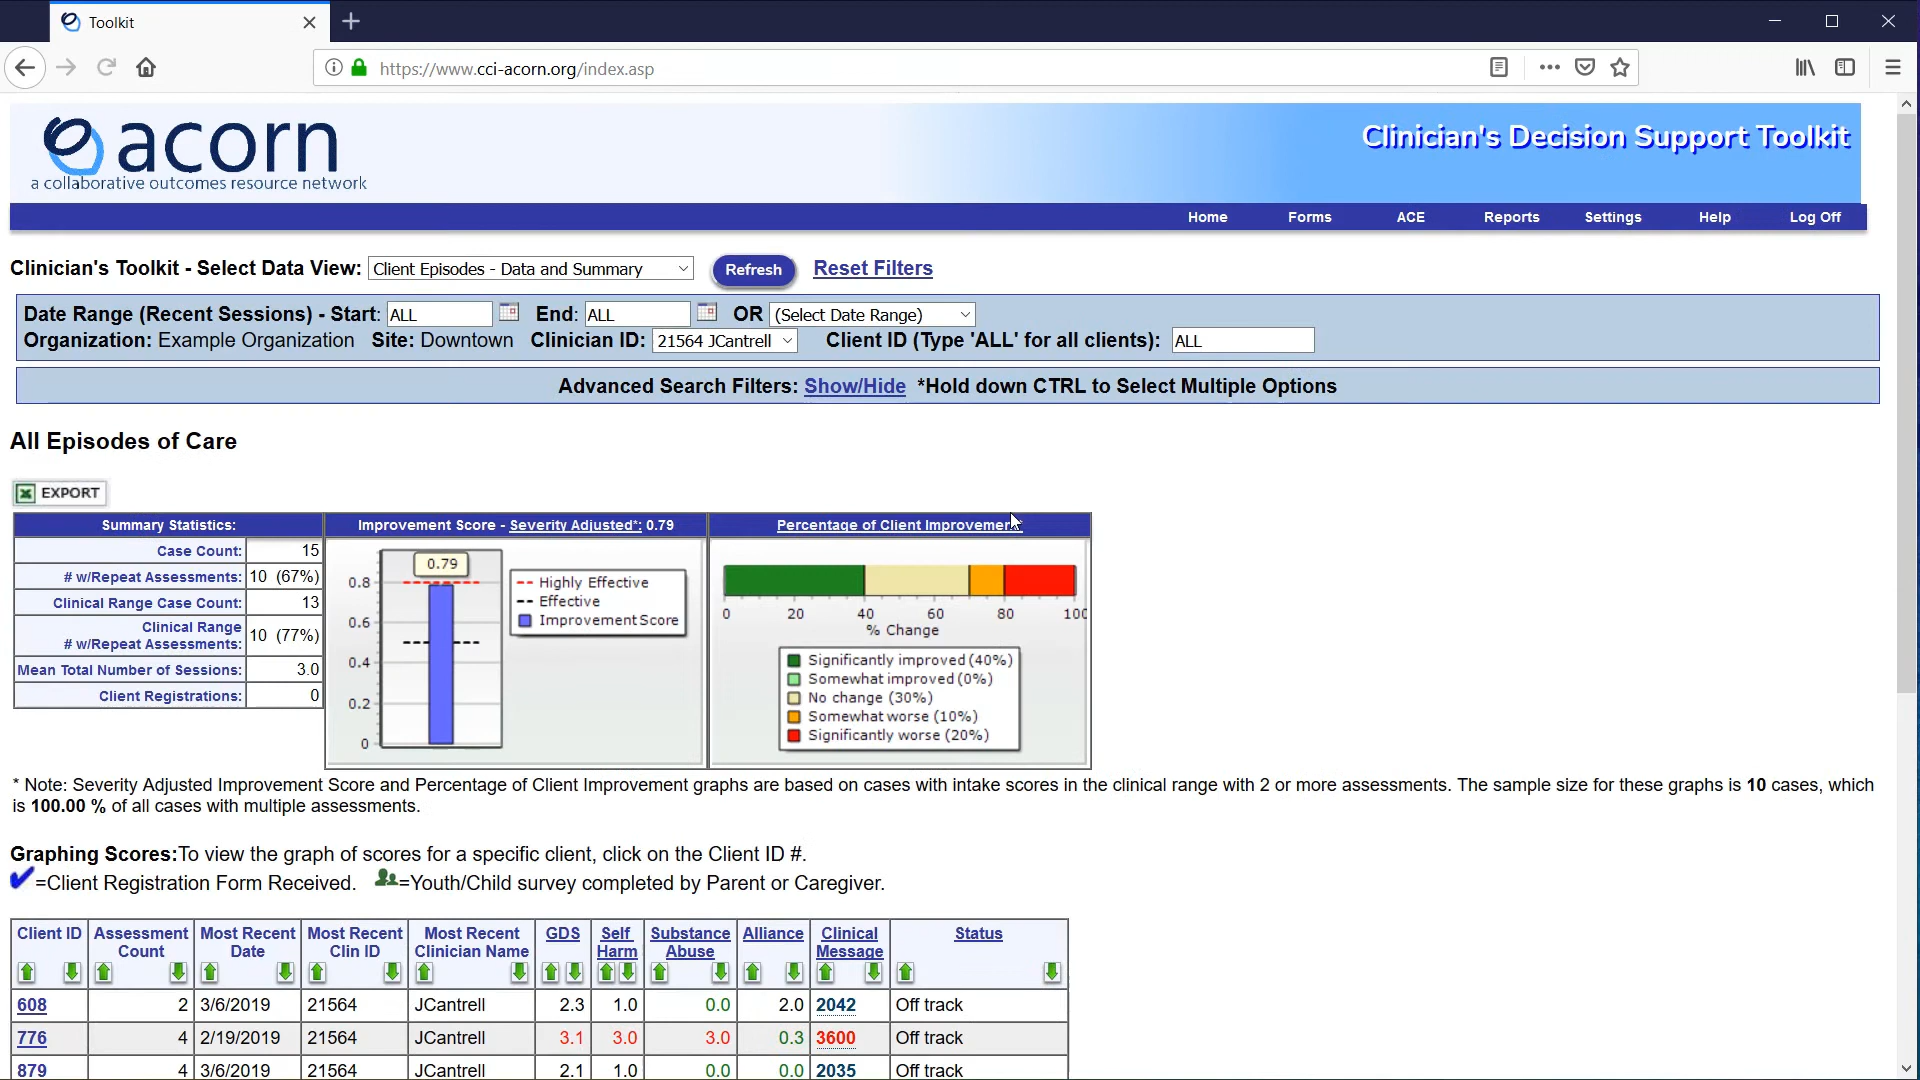 Toolkit
https://www.cci-acorn.org/index.asp
acorn
a collaborative outcomes resource network
Clinician's Decision Support Toolkit
Home Forms ACE Reports Settings Help Log Off
Clinician's Toolkit - Select Data View: Client Episodes - Data and Summary Refresh Reset Filters
Date Range (Recent Sessions) - Start: ALL End: ALL OR (Select Date Range)
Organization: Example Organization Site: Downtown Clinician ID: 21564 JCantrell Client ID (Type 'ALL' for all clients): ALL
Advanced Search Filters: Show/Hide *Hold down CTRL to Select Multiple Options
All Episodes of Care
EXPORT
Summary Statistics:
Case Count: 15
# w/Repeat Assessments: 10 (67%)
Clinical Range Case Count: 13
Clinical Range
# w/Repeat Assessments: 10 (77%)
Mean Total Number of Sessions: 3.0
Client Registrations: 0
Improvement Score - Severity Adjusted*: 0.79
0.79
0.8
0.6
0.4
0.2
0
Highly Effective
Effective
Improvement Score
Percentage of Client Improvement*
0 20 40 60 80 100
% Change
Significantly improved (40%)
Somewhat improved (0%)
No change (30%)
Somewhat worse (10%)
Significantly worse (20%)
* Note: Severity Adjusted Improvement Score and Percentage of Client Improvement graphs are based on cases with intake scores in the clinical range with 2 or more assessments. The sample size for these graphs is 10 cases, which
is 100.00 % of all cases with multiple assessments.
Graphing Scores:To view the graph of scores for a specific client, click on the Client ID #.
=Client Registration Form Received. =Youth/Child survey completed by Parent or Caregiver.
Client ID Assessment Count Most Recent Date Most Recent Clin ID Most Recent Clinician Name GDS Self Harm Substance Abuse Alliance Clinical Message Status
608 2 3/6/2019 21564 JCantrell 2.3 1.0 0.0 2.0 2042 Off track
776 4 2/19/2019 21564 JCantrell 3.1 3.0 3.0 0.3 3600 Off track
879 4 3/6/2019 21564 JCantrell 2.1 1.0 0.0 0.0 2035 Off track